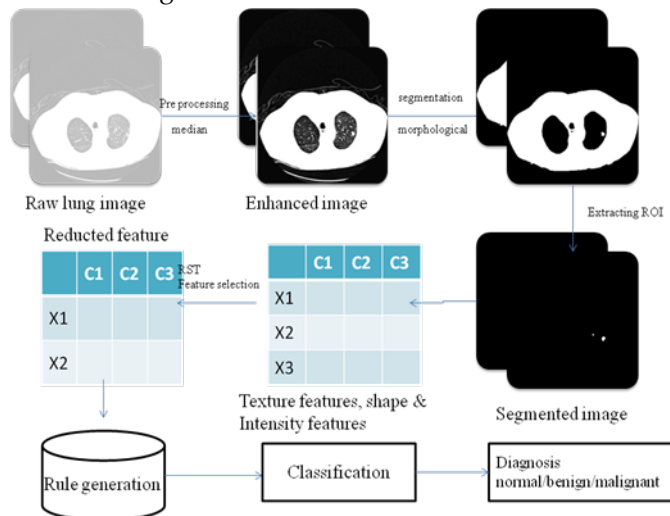 Pre processing
median
segmentation
morphological
Raw lung image
Enhanced image
Extracting ROI
Reducted feature
C1 C2 C3
X1
X2
RST
Feature selection
C1 C2 C3
X1
X2
X3
Texture features, shape &
Intensity features
Segmented image
Rule generation
Classification
Diagnosis
normal/benign/malignant